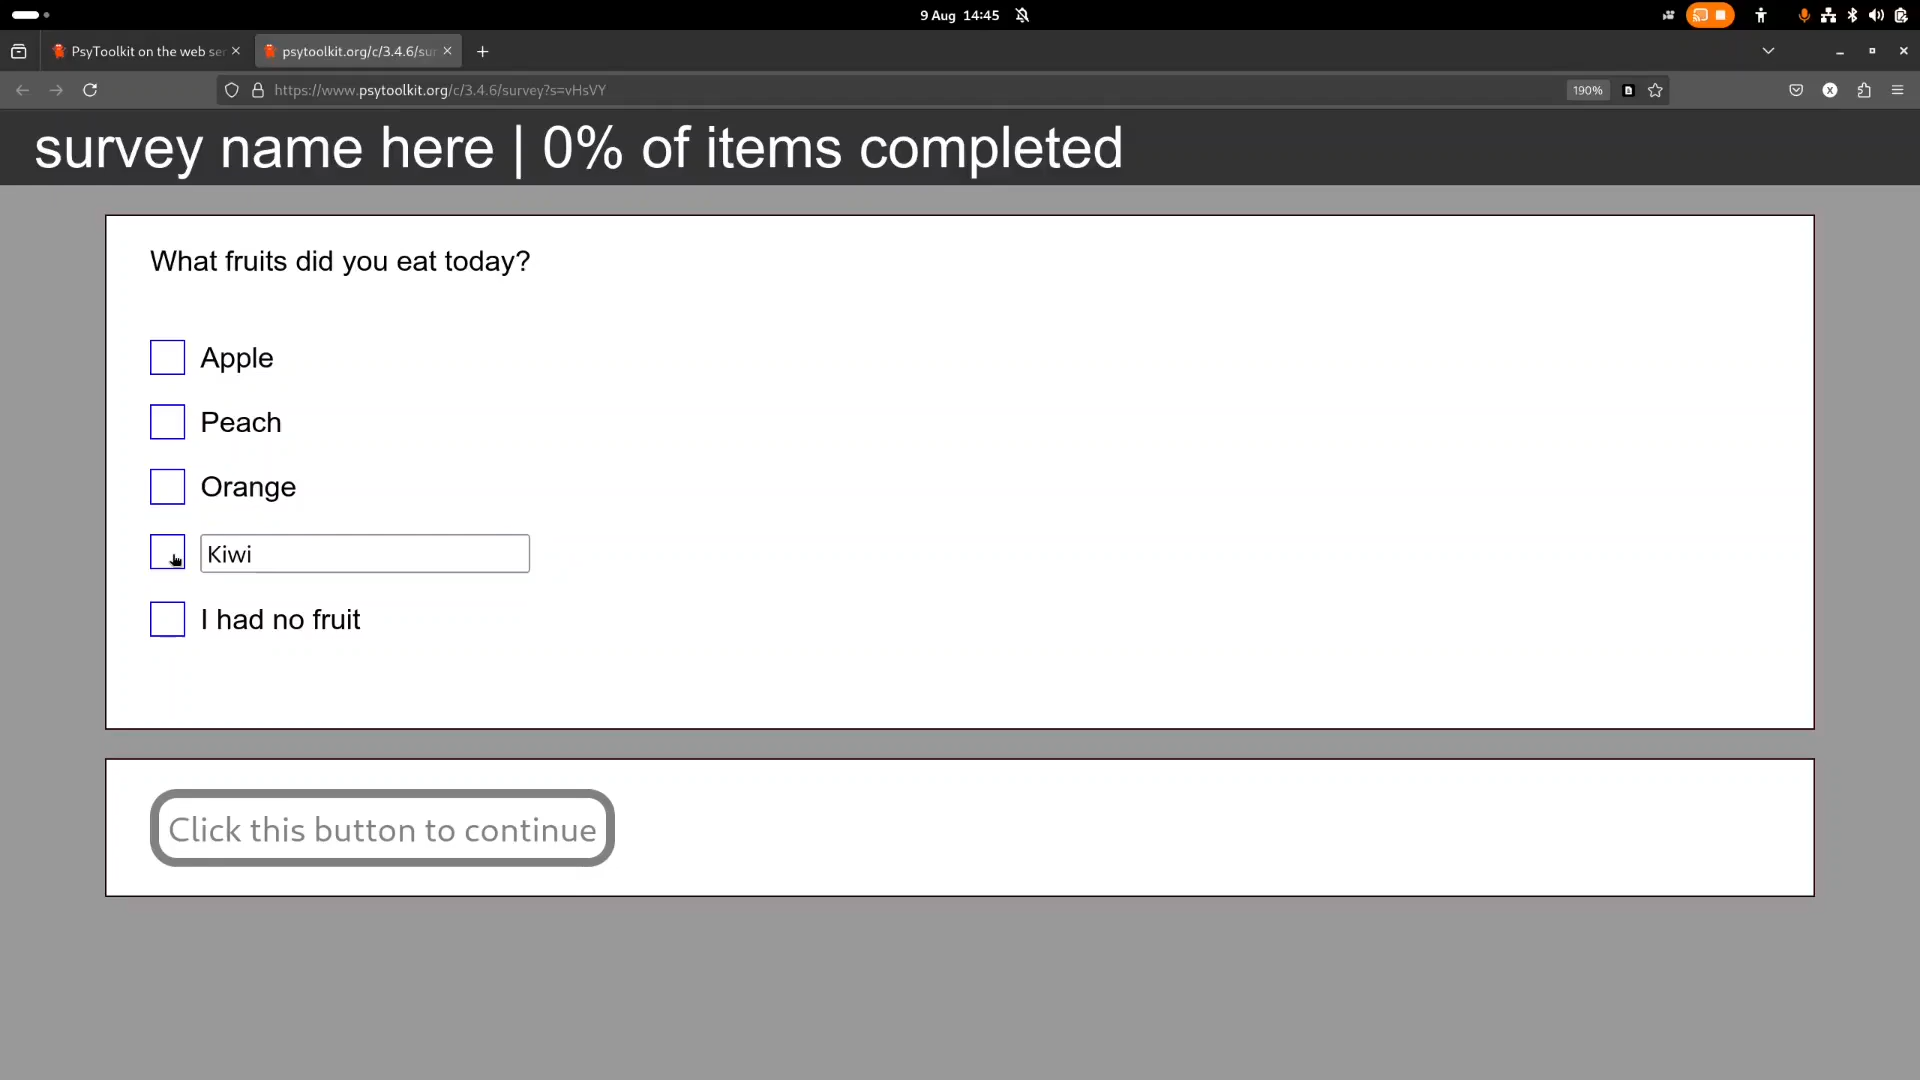 9 Aug 14:45
PsyToolkit on the web ser
psytoolkit.org/c/3.4.6/sur
https://www.psytoolkit.org/c/3.4.6/survey?s=vHsVY
190%
survey name here | 0% of items completed
What fruits did you eat today?
Apple
Peach
Orange
Kiwi
I had no fruit
Click this button to continue